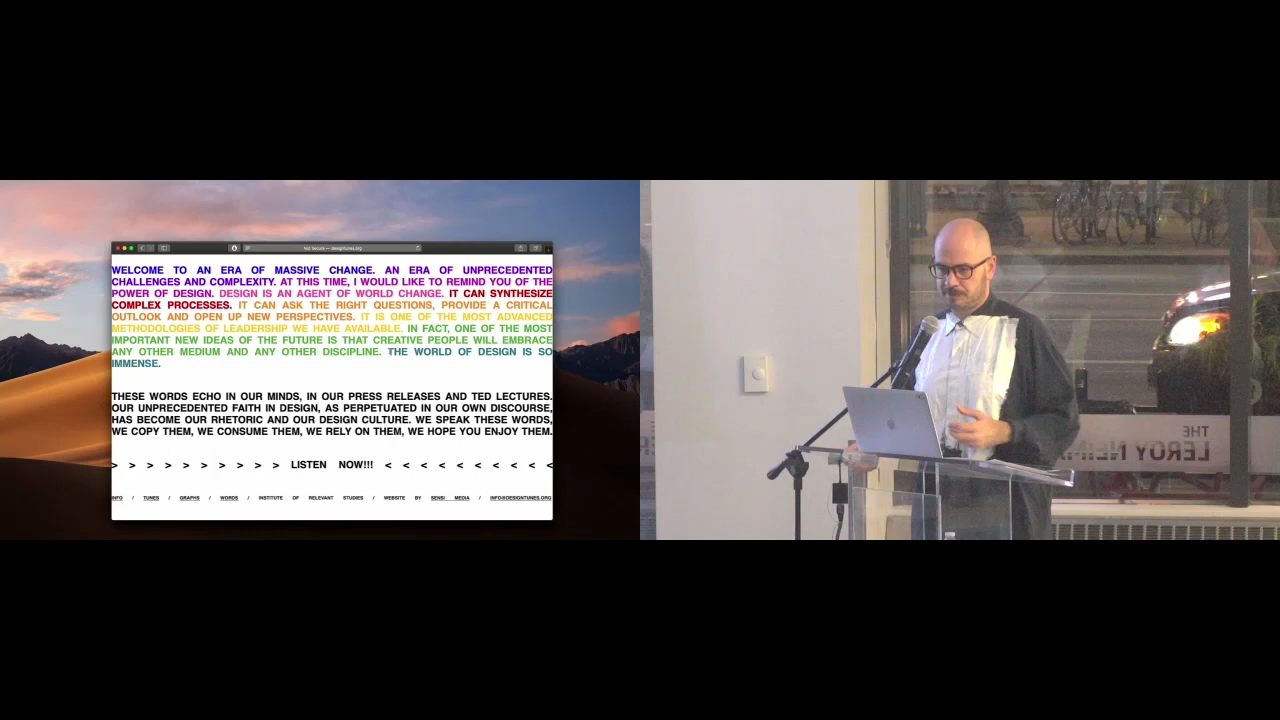 Not Secure — designtunes.org
WELCOME TO AN ERA OF MASSIVE CHANGE. AN ERA OF UNPRECEDENTED
CHALLENGES AND COMPLEXITY. AT THIS TIME, I WOULD LIKE TO REMIND YOU OF THE
POWER OF DESIGN. DESIGN IS AN AGENT OF WORLD CHANGE. IT CAN SYNTHESIZE
COMPLEX PROCESSES. IT CAN ASK THE RIGHT QUESTIONS, PROVIDE A CRITICAL
OUTLOOK AND OPEN UP NEW PERSPECTIVES. IT IS ONE OF THE MOST ADVANCED
METHODOLOGIES OF LEADERSHIP WE HAVE AVAILABLE. IN FACT, ONE OF THE MOST
IMPORTANT NEW IDEAS OF THE FUTURE IS THAT CREATIVE PEOPLE WILL EMBRACE
ANY OTHER MEDIUM AND ANY OTHER DISCIPLINE. THE WORLD OF DESIGN IS SO
IMMENSE.
THESE WORDS ECHO IN OUR MINDS, IN OUR PRESS RELEASES AND TED LECTURES.
OUR UNPRECEDENTED FAITH IN DESIGN, AS PERPETUATED IN OUR OWN DISCOURSE,
HAS BECOME OUR RHETORIC AND OUR DESIGN CULTURE. WE SPEAK THESE WORDS,
WE COPY THEM, WE CONSUME THEM, WE RELY ON THEM, WE HOPE YOU ENJOY THEM.
> > > > > > > > > > LISTEN NOW!!! < < < < < < < < < <
INFO / TUNES / GRAPHS / WORDS / INSTITUTE OF RELEVANT STUDIES / WEBSITE BY SENSI MEDIA / INFO@DESIGNTUNES.ORG
THE
LEROY